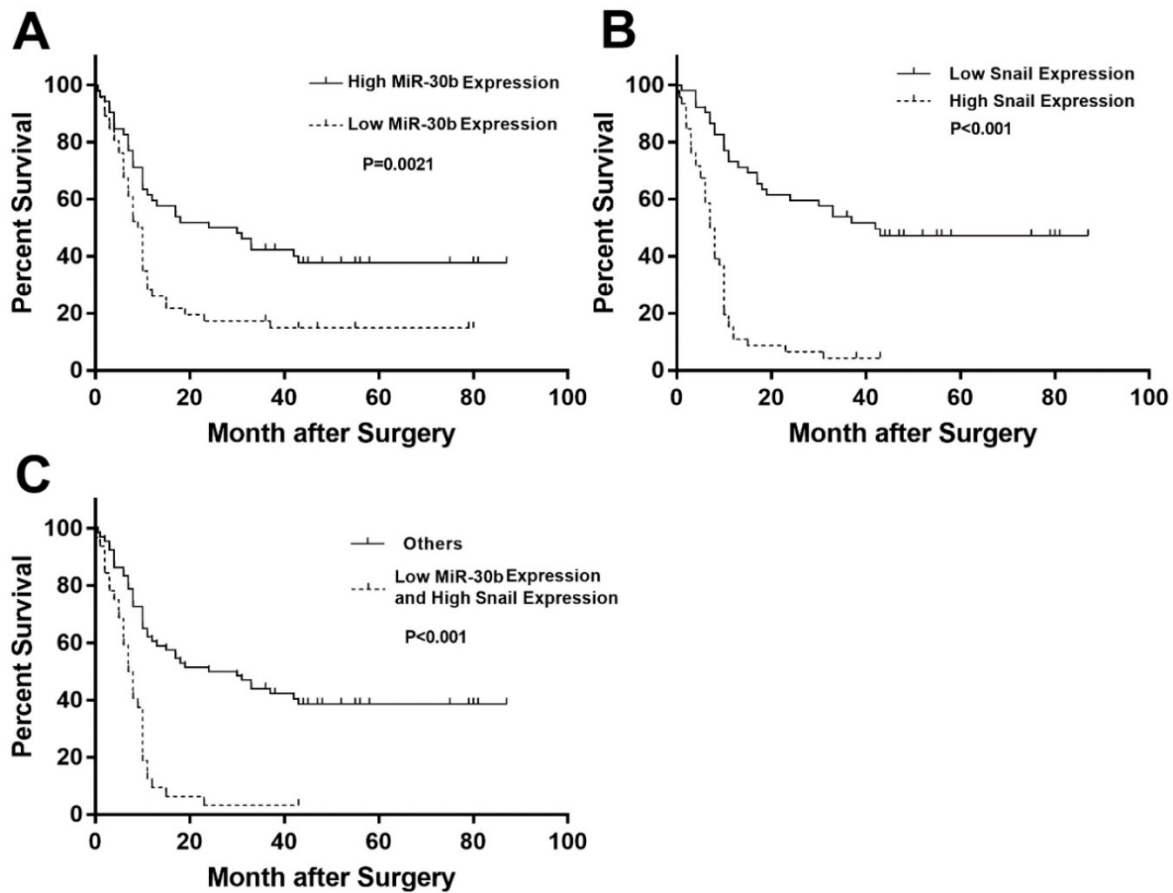 A
Percent Survival
100
80
60
40
20
0
0 20 40 60 80 100
Month after Surgery
High MiR-30b Expression
Low MiR-30b Expression
P=0.0021
B
Percent Survival
100
80
60
40
20
0
0 20 40 60 80 100
Month after Surgery
Low Snail Expression
High Snail Expression
P<0.001
C
Percent Survival
100
80
60
40
20
0
0 20 40 60 80 100
Month after Surgery
Others
Low MiR-30b Expression
and High Snail Expression
P<0.001